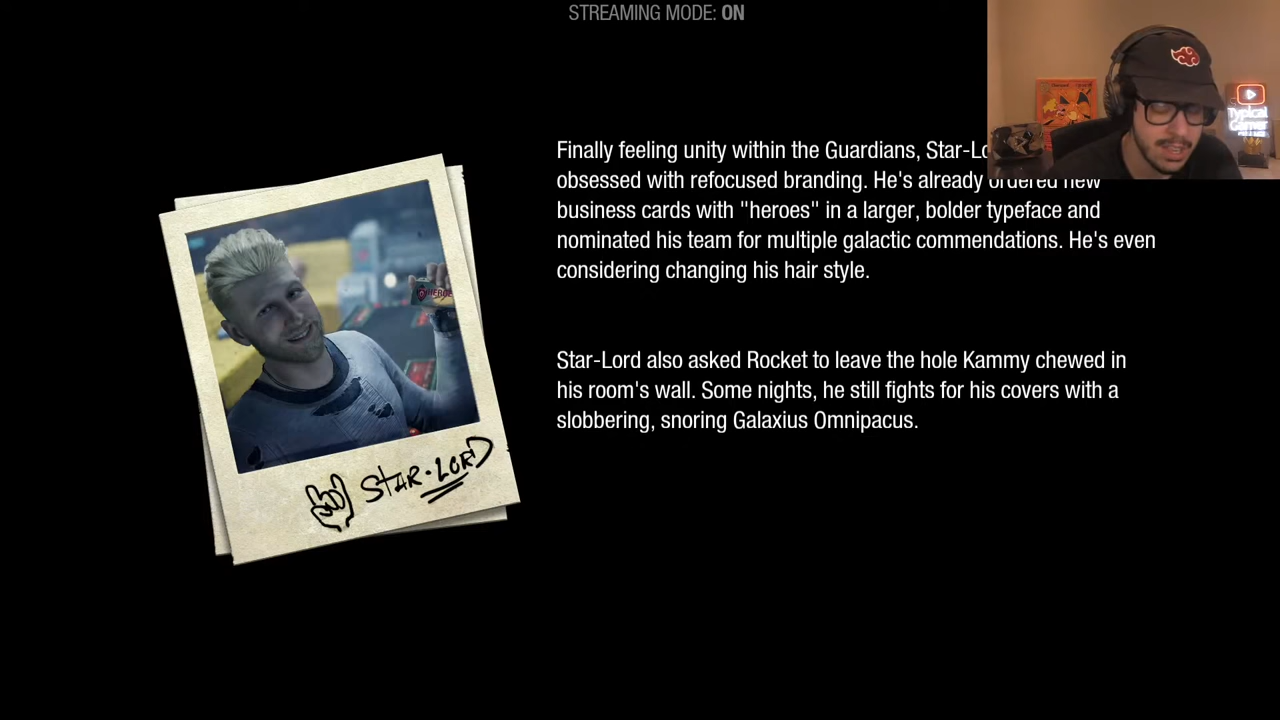 STREAMING MODE: ON
Finally feeling unity within the Guardians, Star-Lo
obsessed with refocused branding. He's already ordered new
business cards with "heroes" in a larger, bolder typeface and
nominated his team for multiple galactic commendations. He's even
considering changing his hair style.
Star-Lord also asked Rocket to leave the hole Kammy chewed in
his room's wall. Some nights, he still fights for his covers with a
slobbering, snoring Galaxius Omnipacus.
HEROES
STAR-LORD
Typical
Gamer